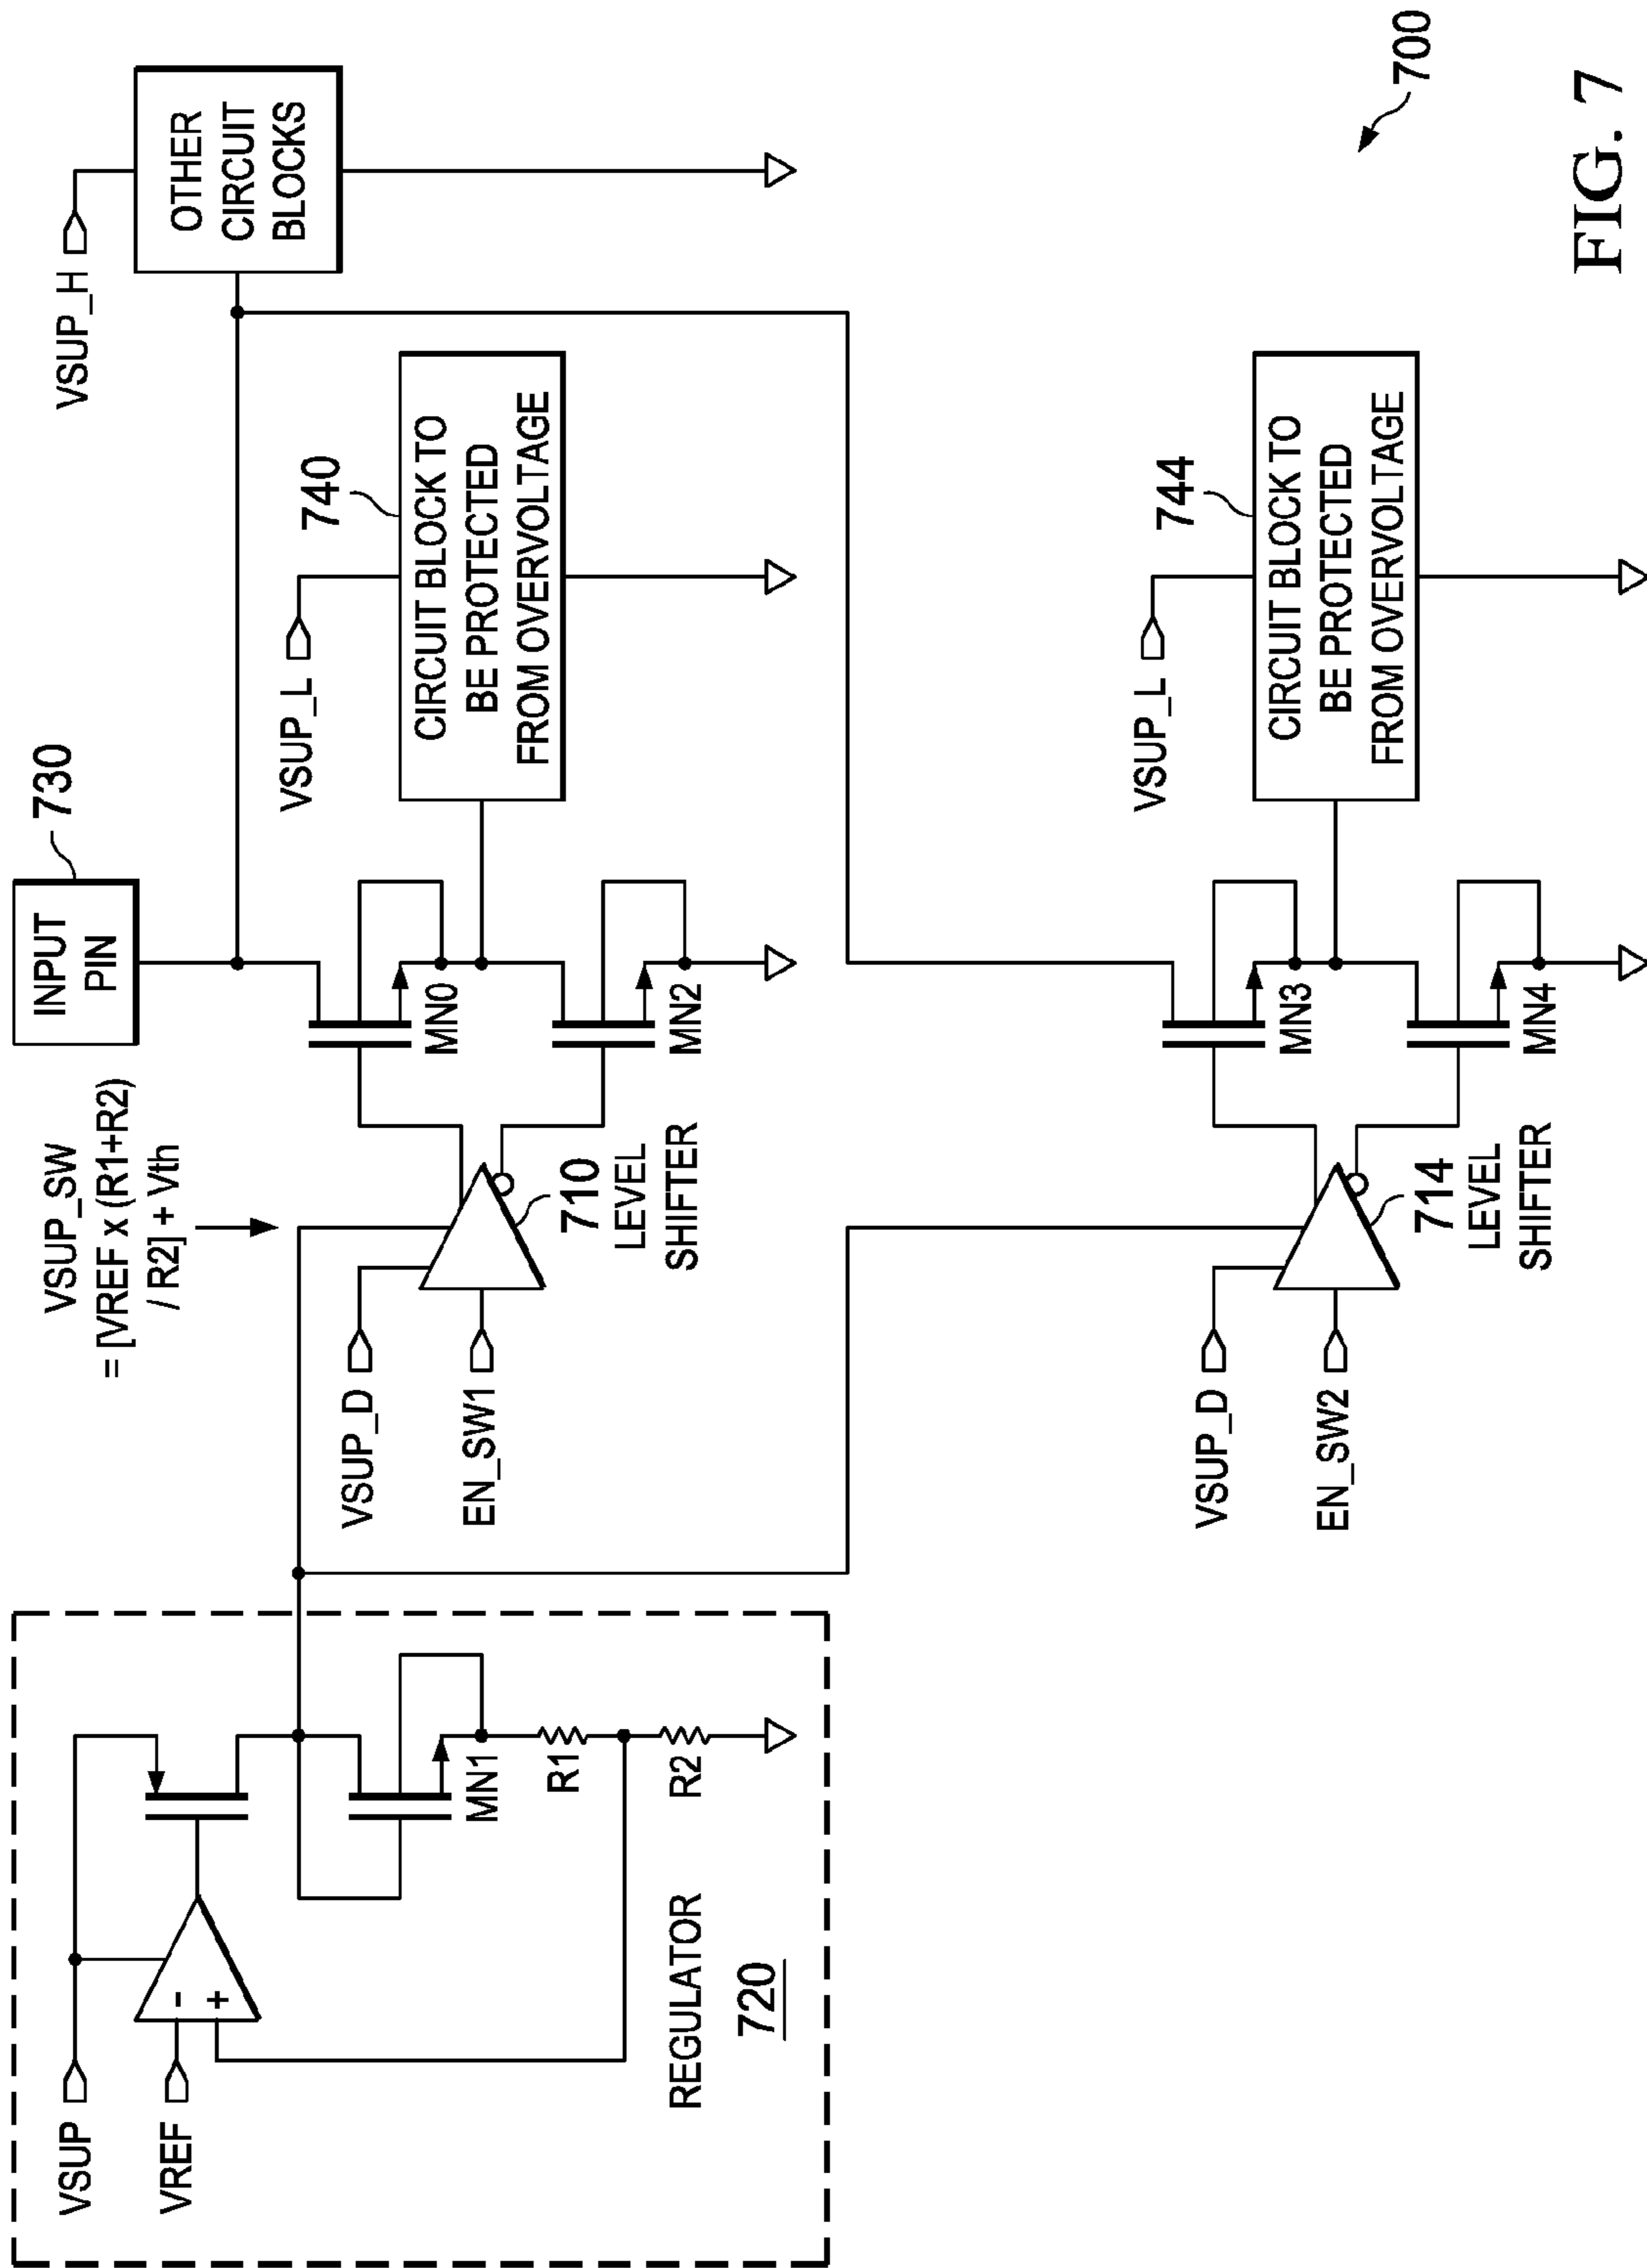 VSUP
VREF
REGULATOR
720
MN1
R1
R2
VSUP_SW
= [VREF x (R1+R2)
/ R2] + Vth
VSUP_D
EN_SW1
710
LEVEL
SHIFTER
INPUT
PIN
730
MN0
MN2
VSUP_L
740
CIRCUIT BLOCK TO
BE PROTECTED
FROM OVERVOLTAGE
VSUP_H
OTHER
CIRCUIT
BLOCKS
VSUP_D
EN_SW2
714
LEVEL
SHIFTER
MN3
MN4
VSUP_L
744
CIRCUIT BLOCK TO
BE PROTECTED
FROM OVERVOLTAGE
700
FIG. 7